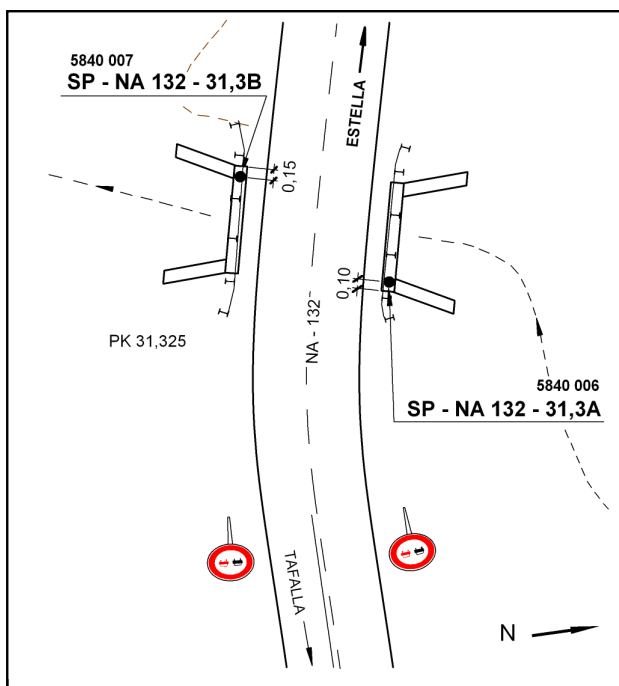 5840 007
SP - NA 132 - 31,3B
ESTELLA
0,15
0,10
NA - 132
PK 31,325
5840 006
SP - NA 132 - 31,3A
TAFALLA
N